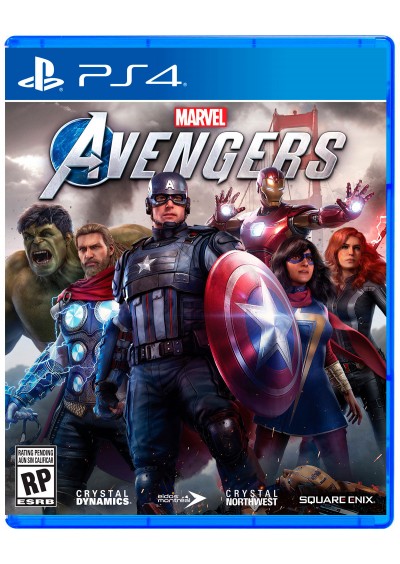 PS4
MARVEL
AVENGERS
A
RATING PENDING
AÚN SIN CALIFICAR
RP
ESRB
CRYSTAL
DYNAMICS
eidos
montréal
CRYSTAL
NORTHWEST
SQUARE ENIX